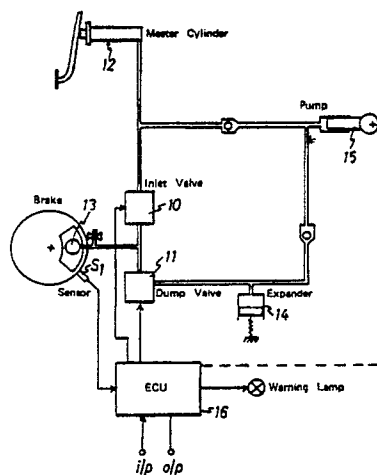 Master Cylinder
12
Pump
15
Inlet Valve
10
Brake
13
11
S1
Sensor
Dump Valve
Expander
14
ECU
Warning Lamp
16
i/p o/p